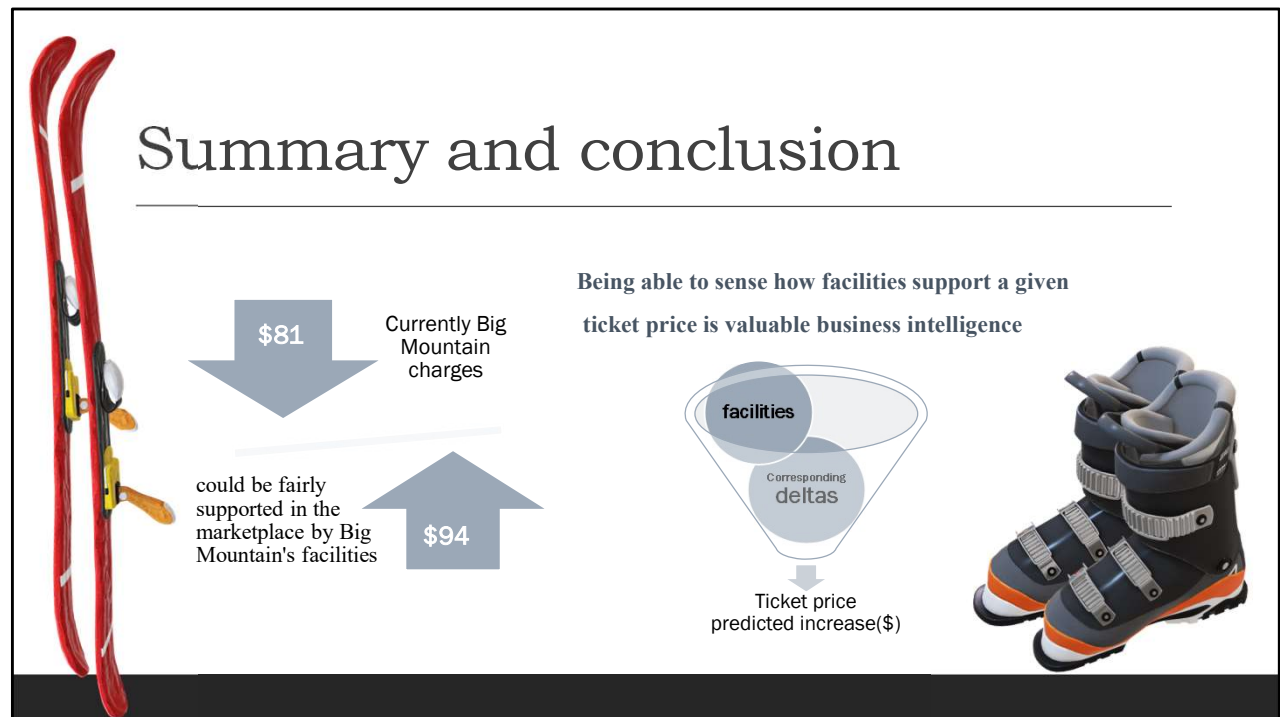 Summary and conclusion
$81
Currently Big
Mountain
charges
could be fairly
supported in the
marketplace by Big
Mountain's facilities
$94
Being able to sense how facilities support a given
ticket price is valuable business intelligence
facilities
Corresponding
deltas
Ticket price
predicted increase($)